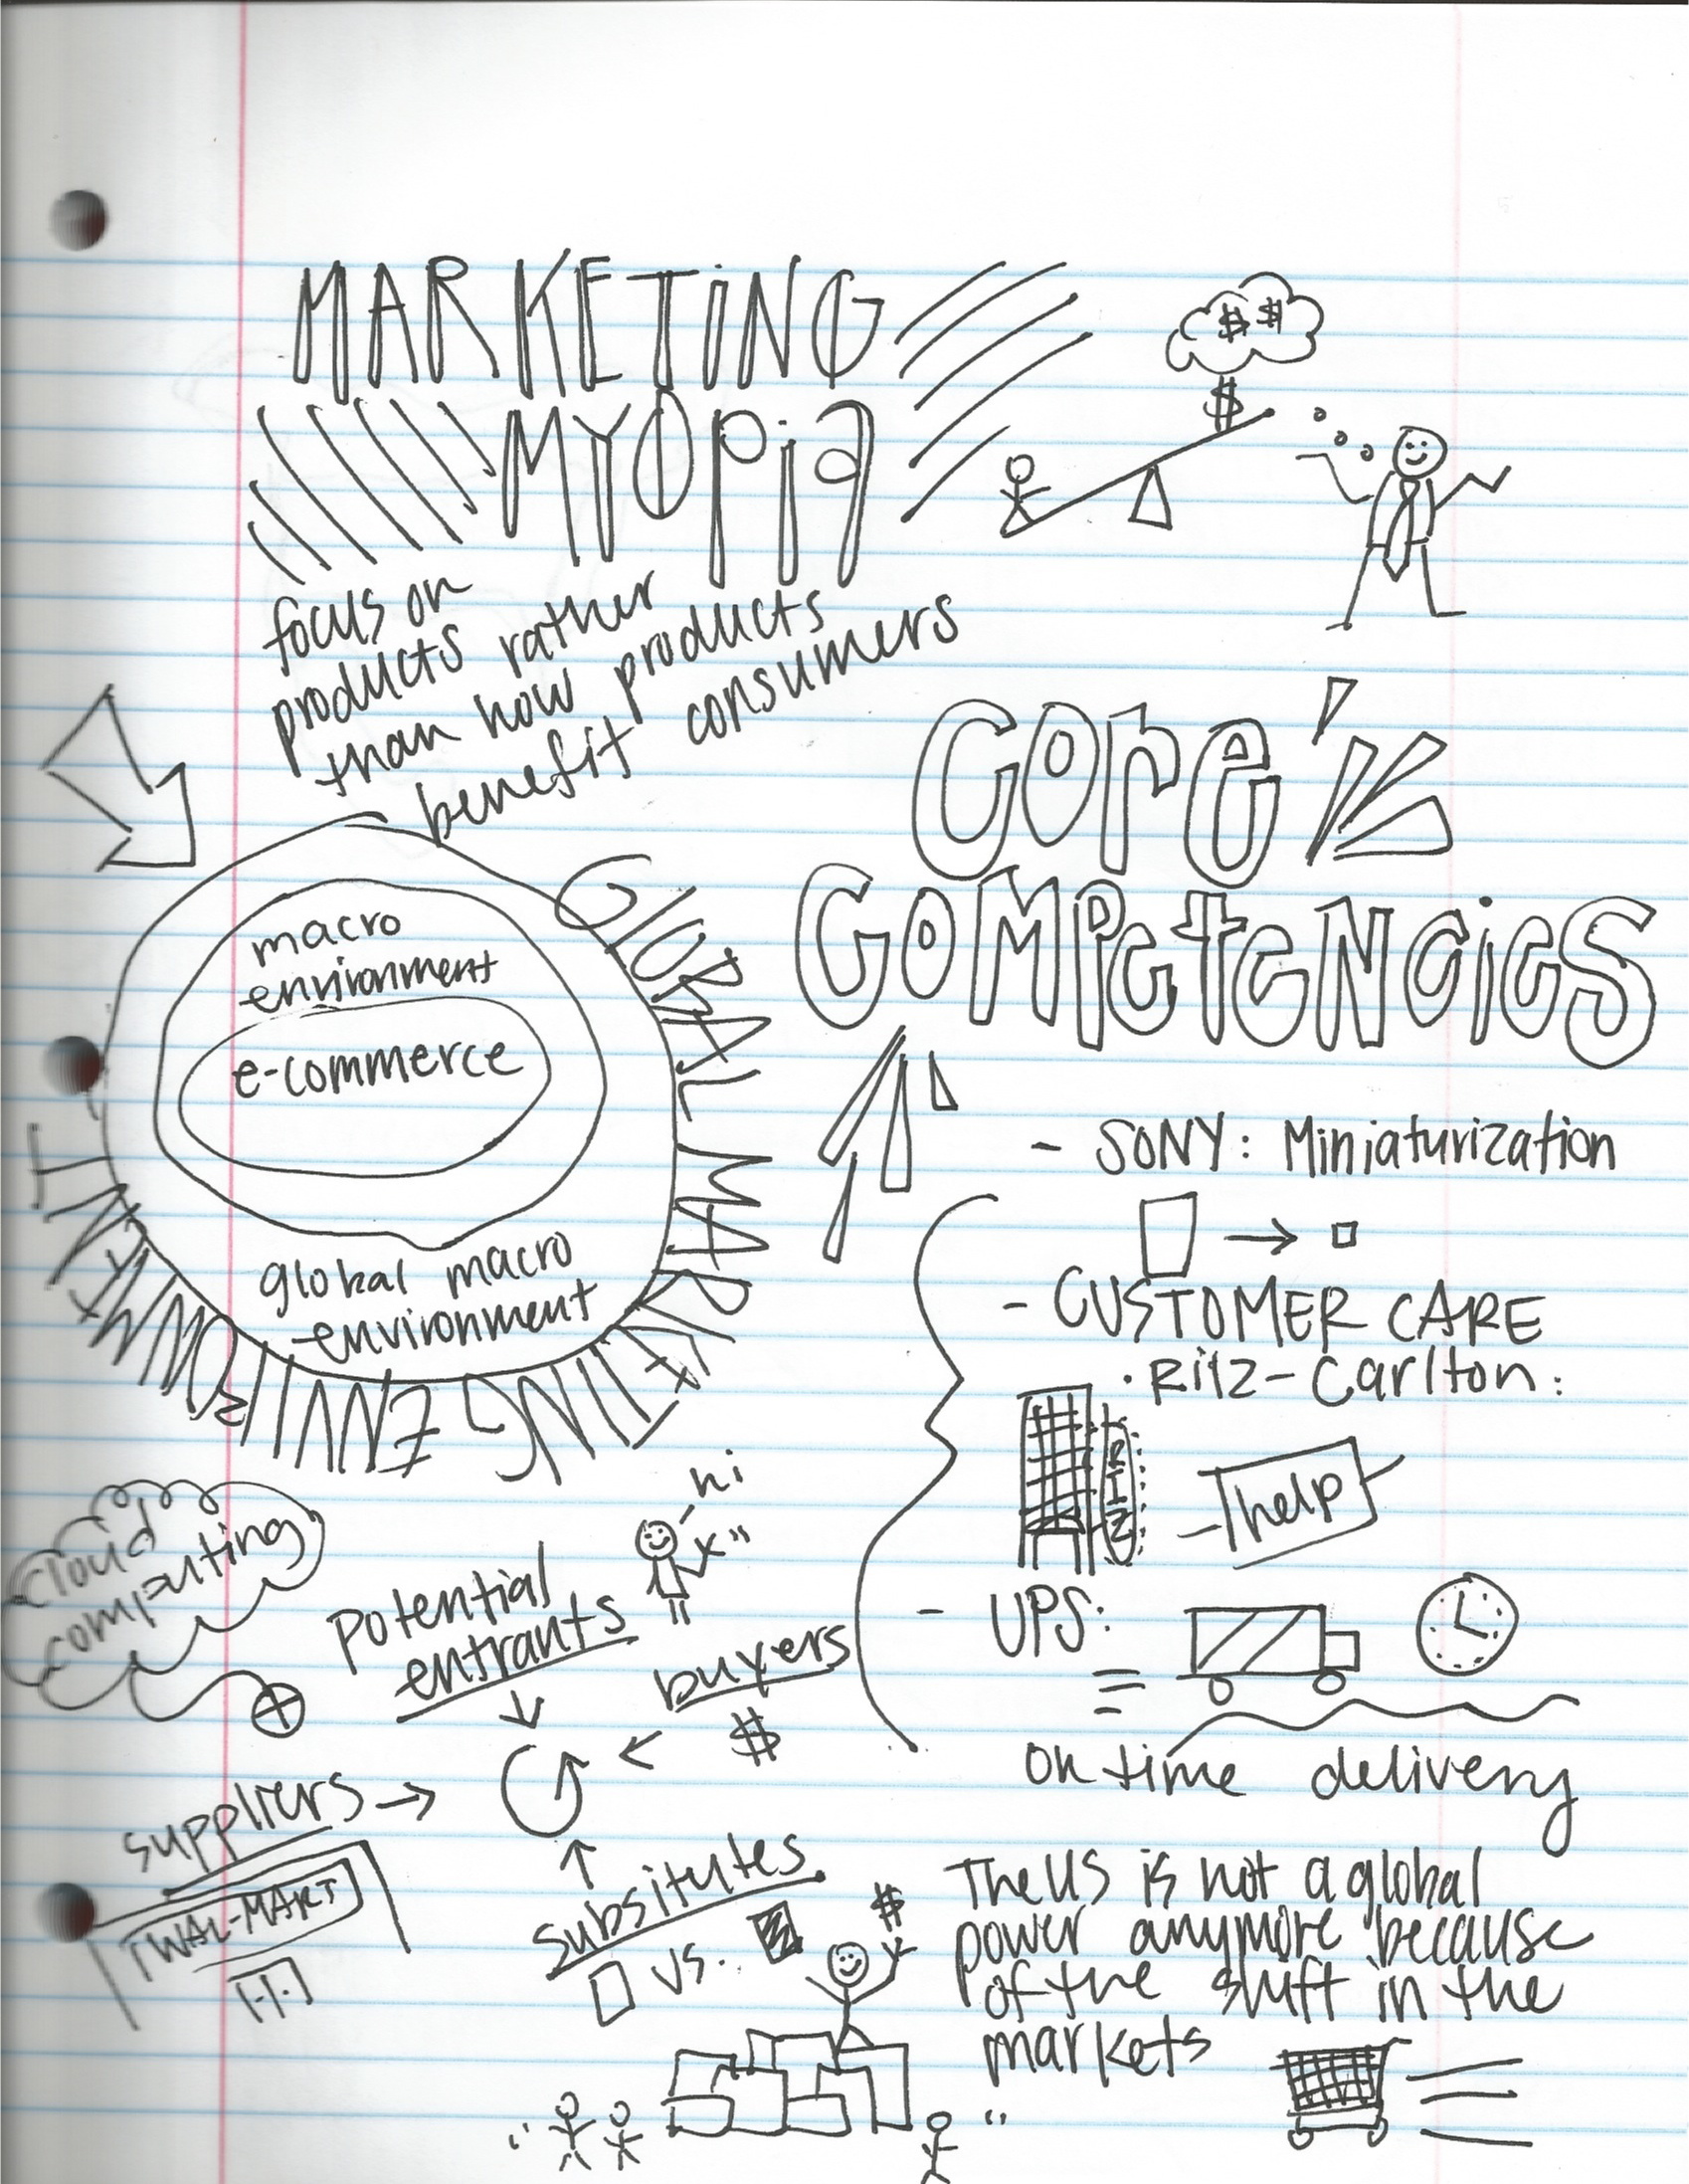 MARKETING
MYOPia
$ $
$
focus on
products rather
than how products
benefit consumers
Core
COMPeteNcies
macro
environment
e-commerce
global macro
environment
GLOBAL MARKETING ENVIRONMENT
- SONY: Miniaturization
- CUSTOMER CARE
· Ritz-Carlton:
RITZ
help
- UPS:
on time delivery
cloud
computing
hi
potential
entrants
buyers
$
suppliers
WAL-MART
subsitutes
vs.
$
The US is not a global
power anymore because
of the shift in the
markets